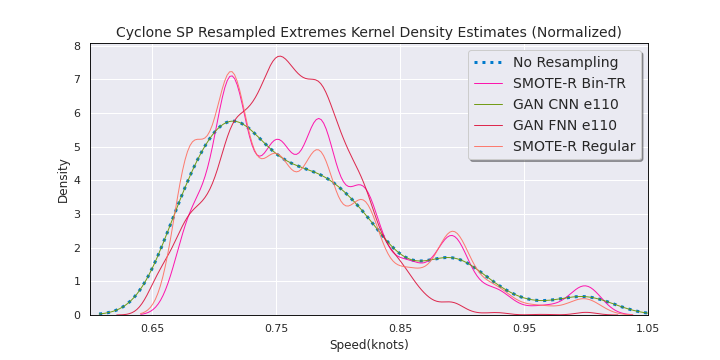 Cyclone SP Resampled Extremes Kernel Density Estimates (Normalized)
8
7
6
5
4
3
2
1
0
Density
No Resampling
SMOTE-R Bin-TR
GAN CNN e110
GAN FNN e110
SMOTE-R Regular
0.65
0.75
0.85
0.95
1.05
Speed(knots)